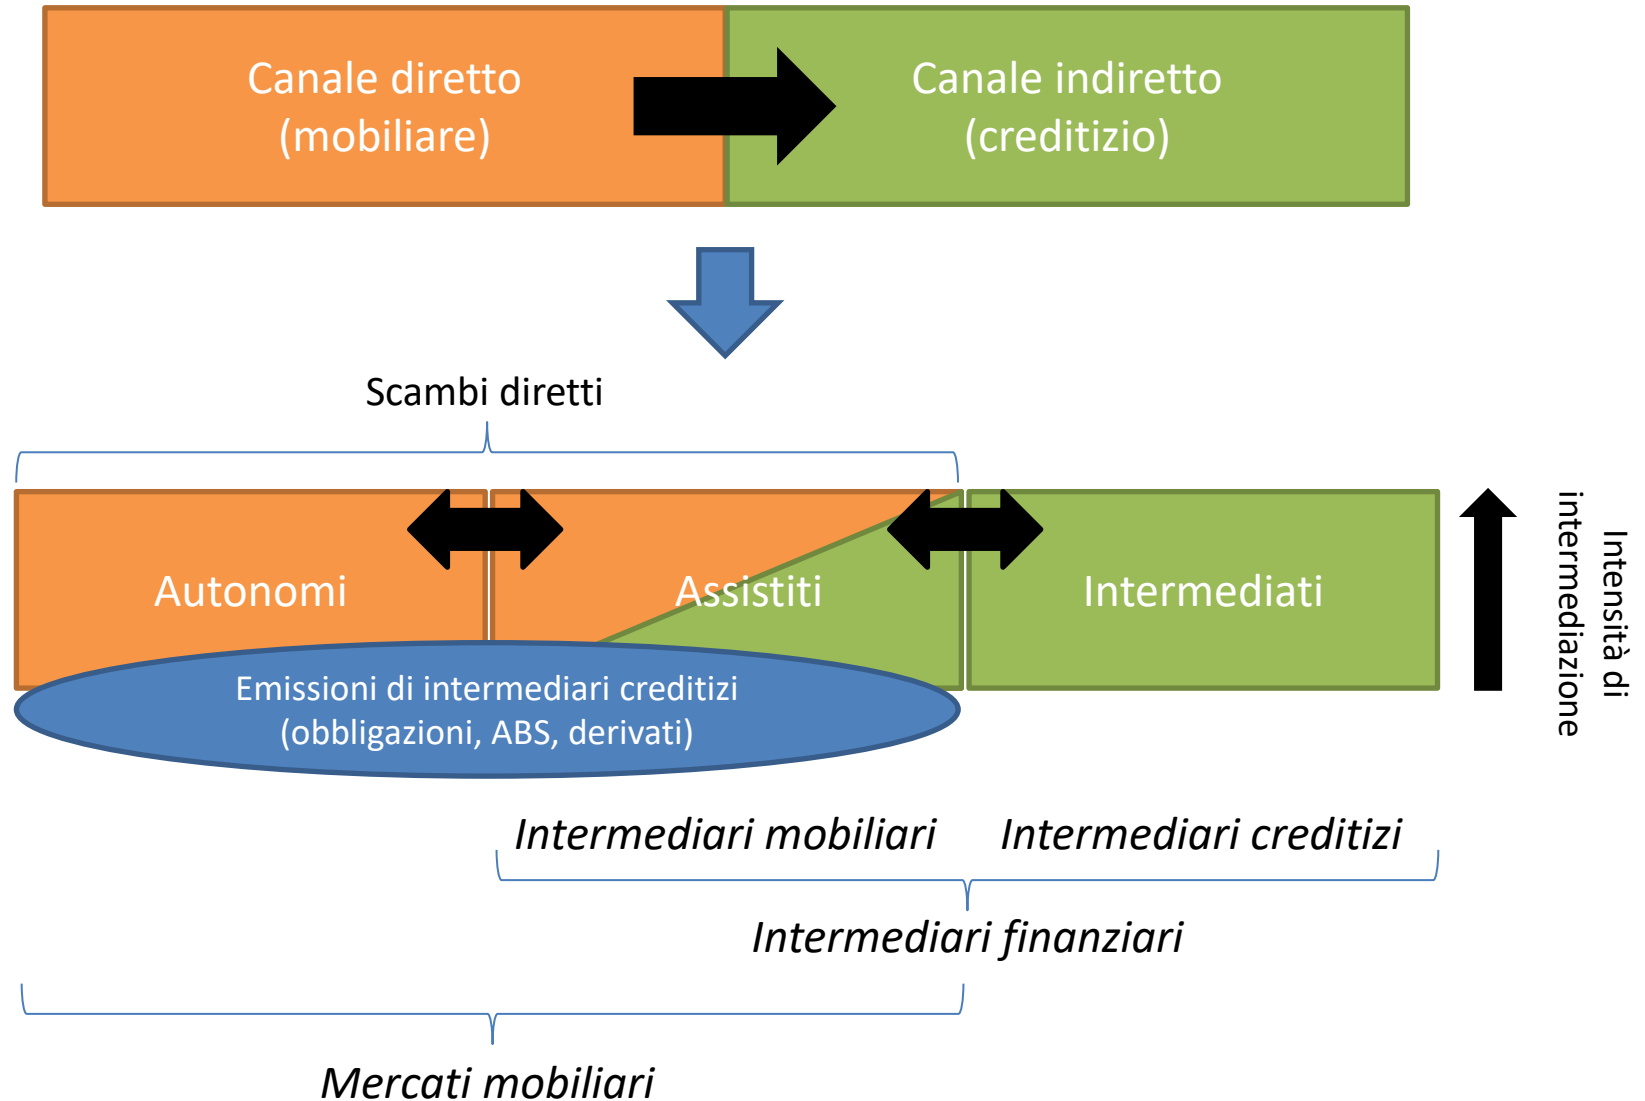 Canale diretto
(mobiliare)
Canale indiretto
(creditizio)
Scambi diretti
Autonomi
Assistiti
Intermediati
Intensità di
intermediazione
Emissioni di intermediari creditizi
(obbligazioni, ABS, derivati)
Intermediari mobiliari
Intermediari creditizi
Intermediari finanziari
Mercati mobiliari